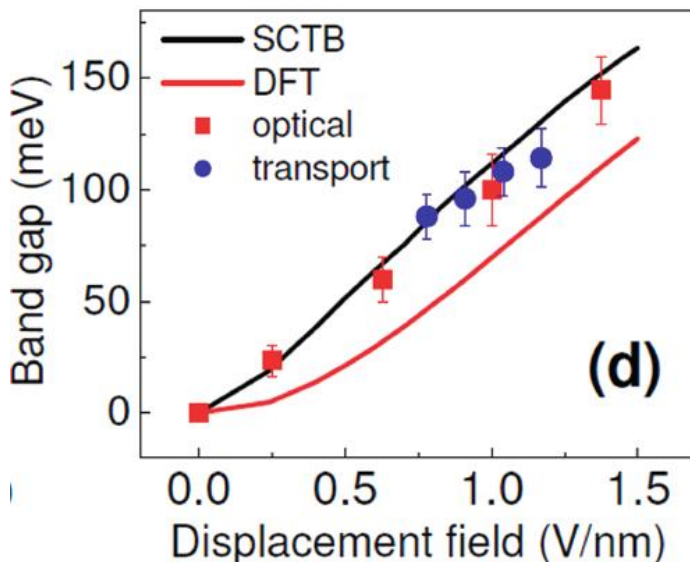 SCTB
DFT
optical
transport
Band gap (meV)
150
100
50
0
(d)
0.0 0.5 1.0 1.5
Displacement field (V/nm)